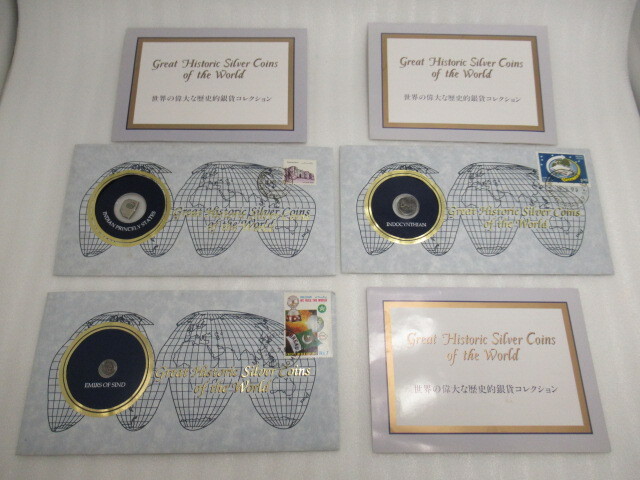 Great Historic Silver Coins
of the World
世界の偉大な歴史的銀貨コレクション
Great Historic Silver Coins
of the World
世界の偉大な歴史的銀貨コレクション
INDIAN PRINCELY STATES
Great Historic Silver Coins
of the World
INDOCYNTHIAN
Great Historic Silver Coins
of the World
EMIRS OF SIND
Great Historic Silver Coins
of the World
Great Historic Silver Coins
of the World
世界の偉大な歴史的銀貨コレクション